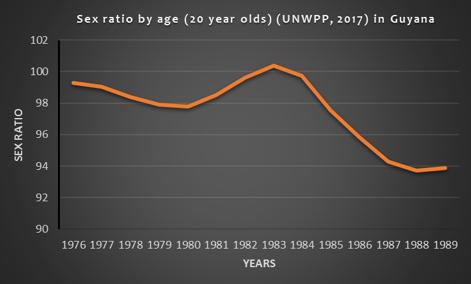 Sex ratio by age (20 year olds) (UNWPP, 2017) in Guyana
102
100
98
96
94
92
90
SEX RATIO
1976 1977 1978 1979 1980 1981 1982 1983 1984 1985 1986 1987 1988 1989
YEARS